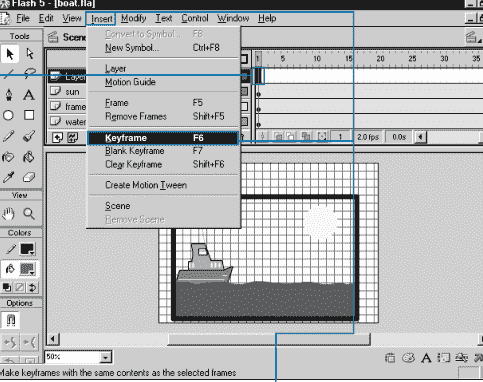 Flash 5 - [boat.fla]
File Edit View Insert Modify Text Control Window Help
Tools
Scene
Convert to Symbol... F8
New Symbol... Ctrl+F8
Layer
Motion Guide
Frame F5
Remove Frames Shift+F5
Keyframe F6
Blank Keyframe F7
Clear Keyframe Shift+F6
Create Motion Tween
Scene
Remove Scene
1 5 10 15 20 25 30 35
Layer
sun
frame
water
1 2.0 fps 0.0s
View
Colors
Options
50%
Make keyframes with the same contents as the selected frames